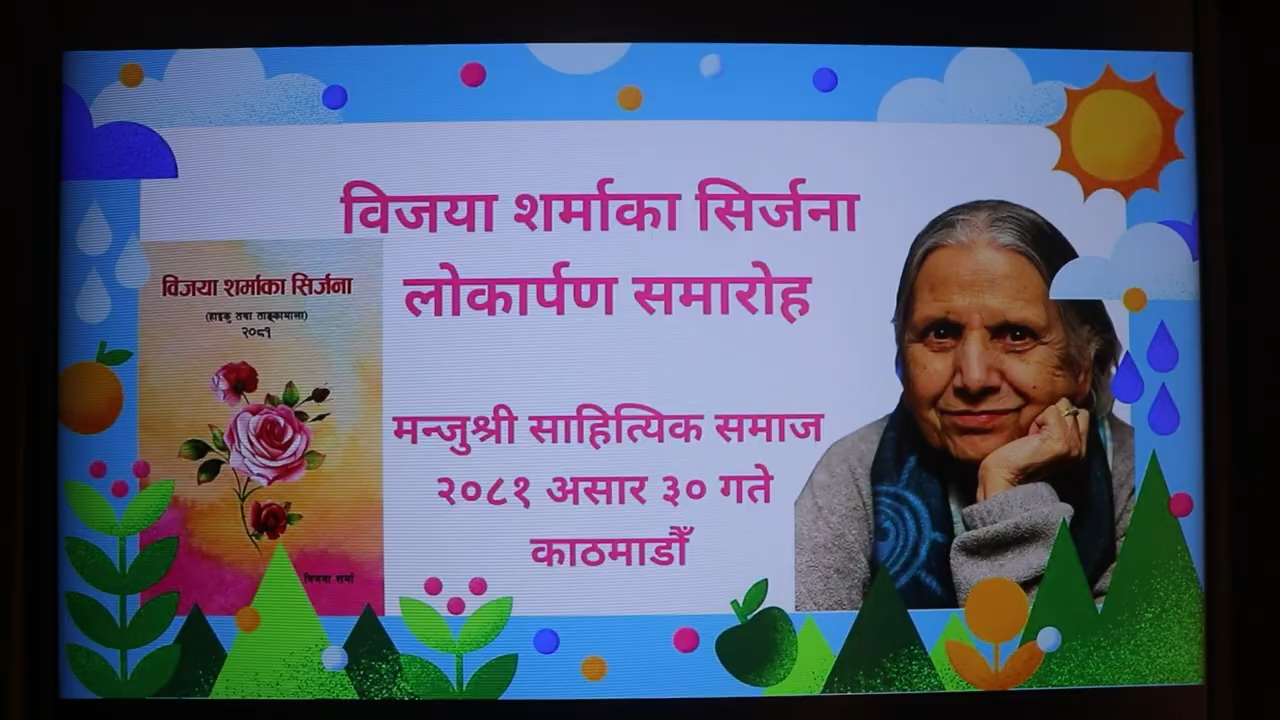 विजया शर्माका सिर्जना
लोकार्पण समारोह
मन्जुश्री साहित्यिक समाज
२०८१ असार ३० गते
काठमाडौँ
विजया शर्माका सिर्जना
(हाइकु तथा ताङ्कामाला)
२०८१
विजया शर्मा